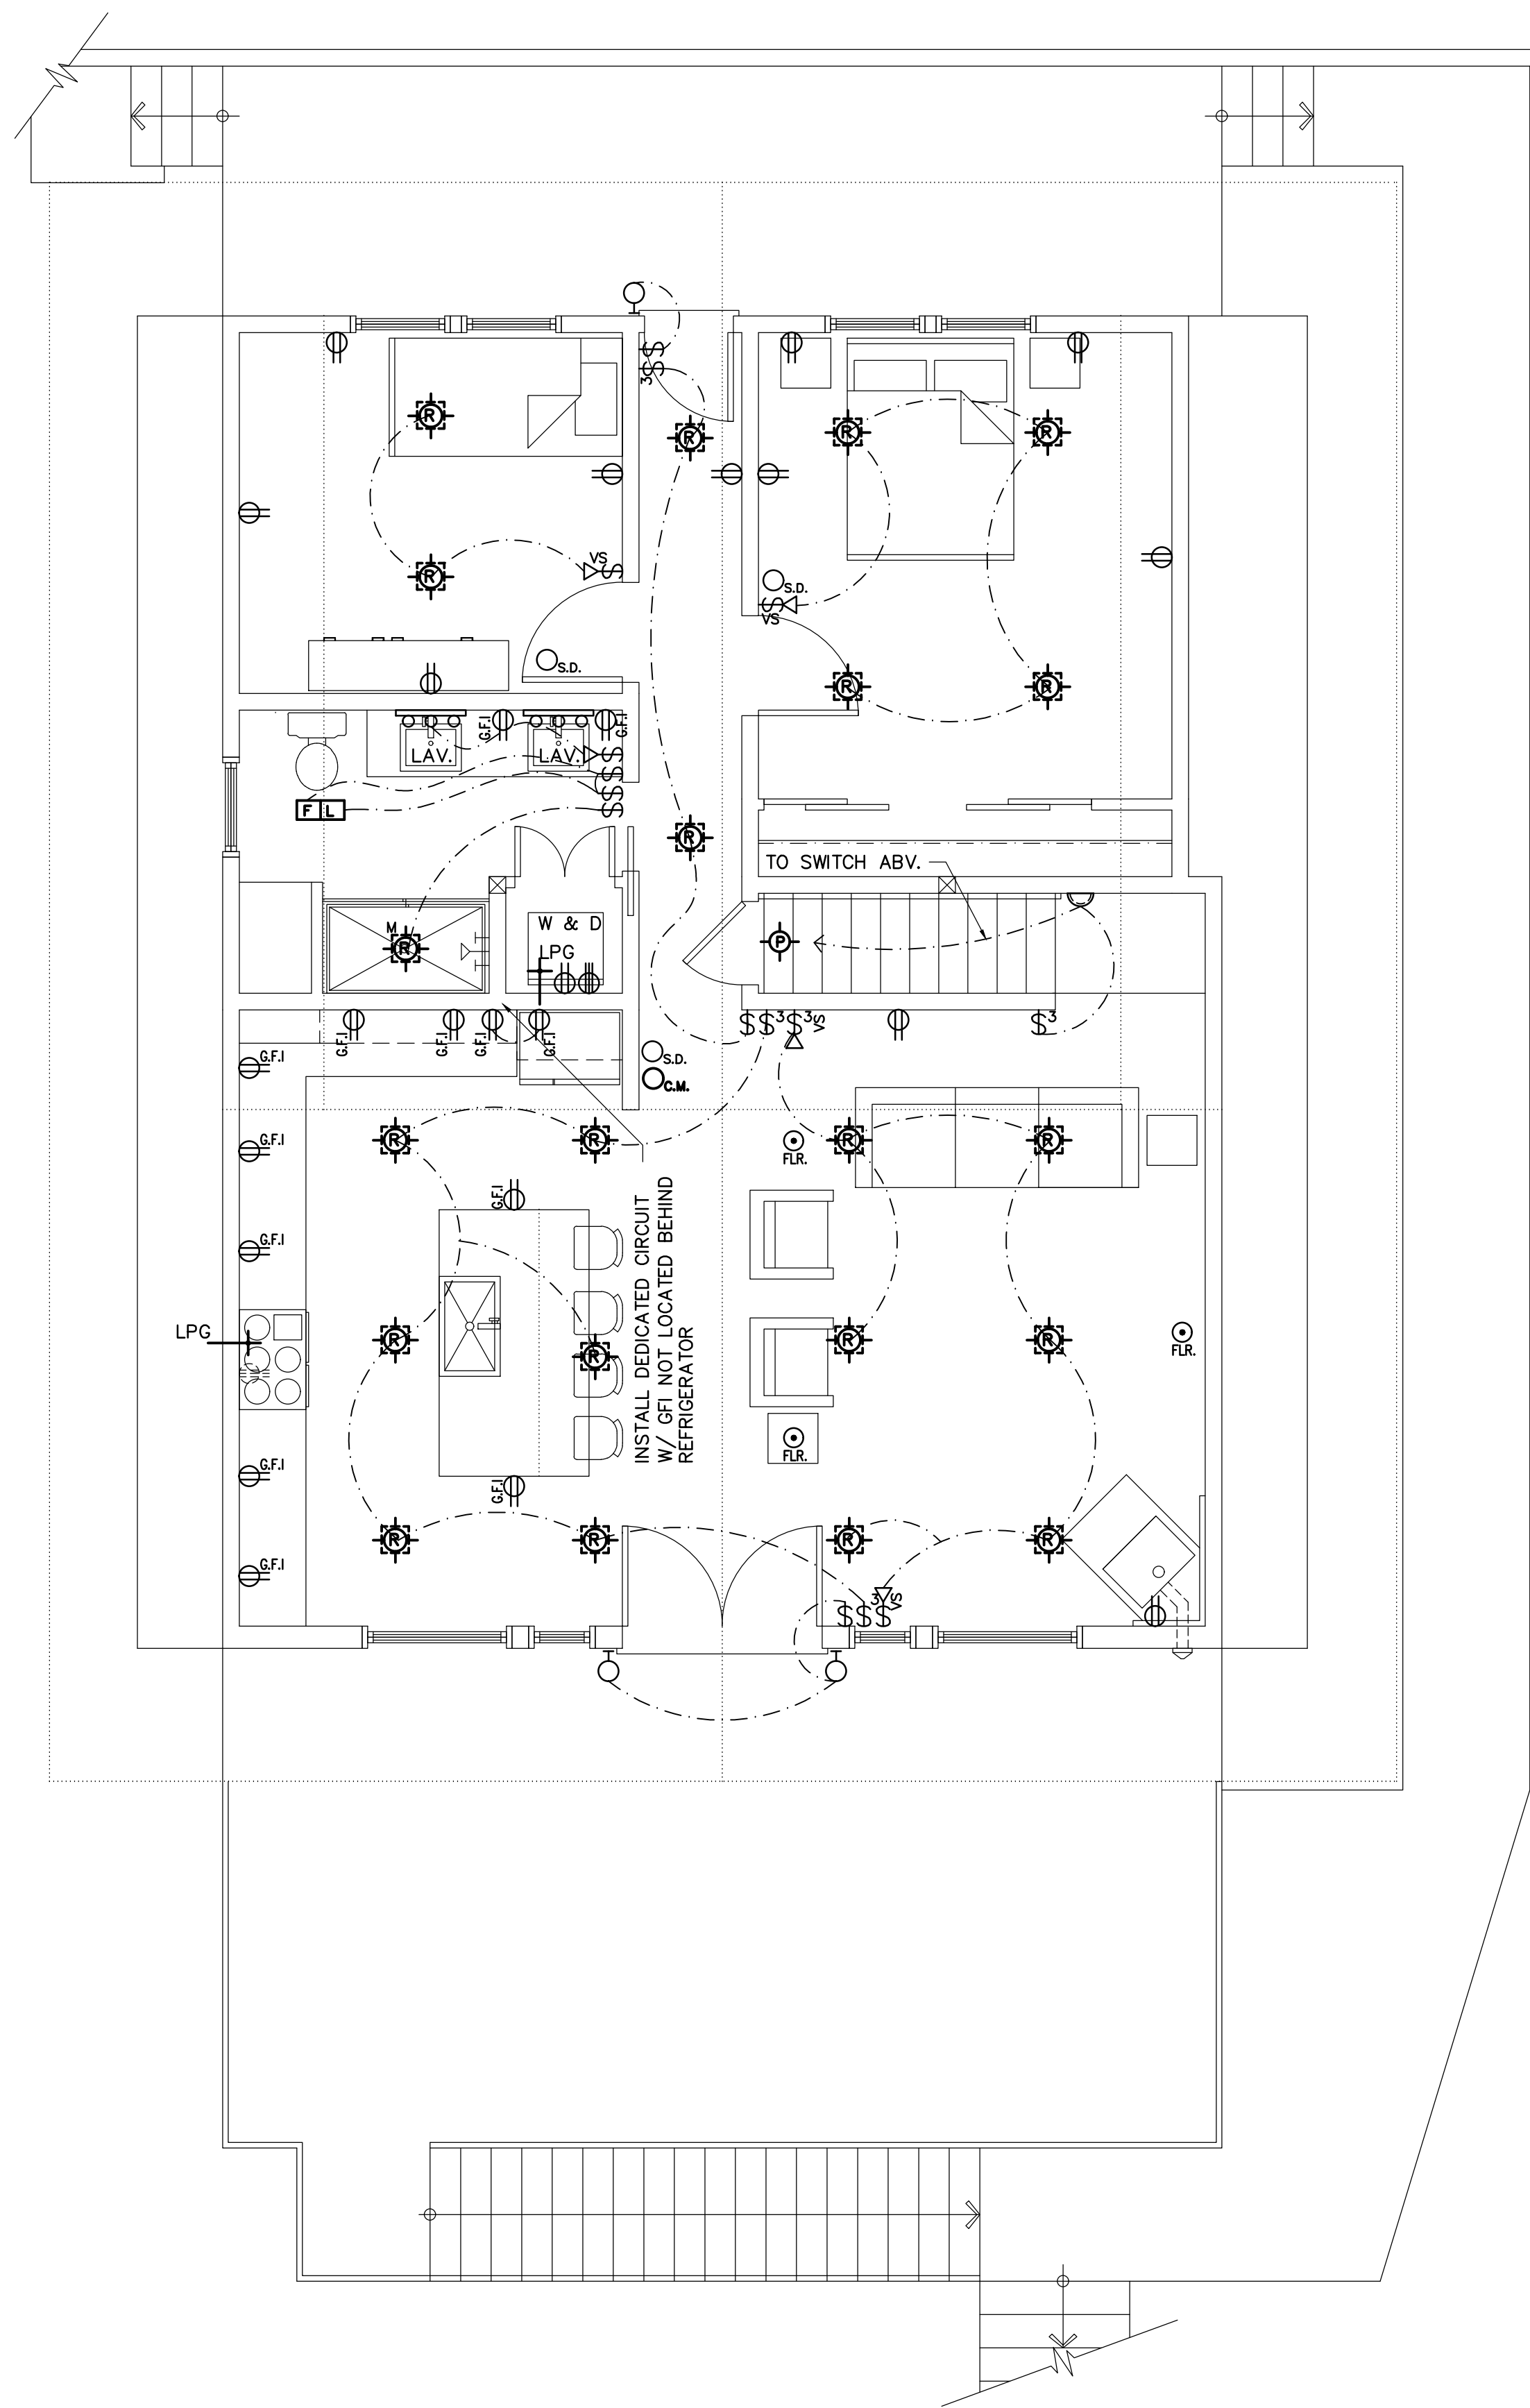 $
$
3
R
R
R
R
VS
$
S.D.
$
VS
R
S.D.
R
R
G.F.I
G.F.I
LAV.
LAV.
$
$
$
$
F L
R
TO SWITCH ABV.
W & D
LPG
M
R
P
G.F.I
G.F.I
G.F.I
G.F.I
$
$3
$3
VS
$3
S.D.
C.M.
G.F.I
G.F.I
R
R
FLR.
R
R
G.F.I
G.F.I
INSTALL DEDICATED CIRCUIT
W/ GFI NOT LOCATED BEHIND
REFRIGERATOR
LPG
R
R
R
R
FLR.
FLR.
G.F.I
G.F.I
R
R
R
R
G.F.I
$
$
3
$
VS